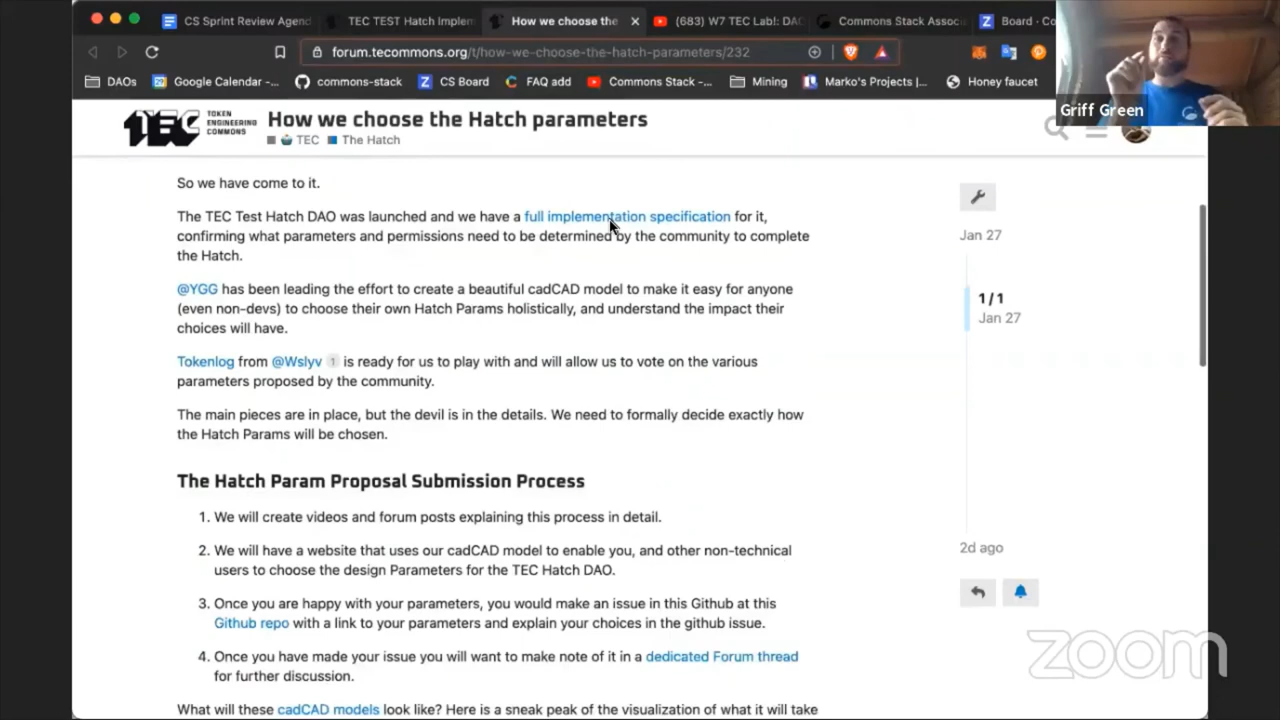 CS Sprint Review Agend
TEC TEST Hatch Implem
How we choose the
(683) W7 TEC Lab!: DAO
Commons Stack Assoc
Board - Co
forum.tecommons.org/t/how-we-choose-the-hatch-parameters/232
DAOs
Google Calendar -...
commons-stack
CS Board
FAQ add
Commons Stack -...
Mining
Marko's Projects |...
Honey faucet
Griff Green
TEC
TOKEN
ENGINEERING
COMMONS
How we choose the Hatch parameters
TEC
The Hatch
So we have come to it.
The TEC Test Hatch DAO was launched and we have a full implementation specification for it,
confirming what parameters and permissions need to be determined by the community to complete
the Hatch.
@YGG has been leading the effort to create a beautiful cadCAD model to make it easy for anyone
(even non-devs) to choose their own Hatch Params holistically, and understand the impact their
choices will have.
Tokenlog from @Wslyv 1 is ready for us to play with and will allow us to vote on the various
parameters proposed by the community.
The main pieces are in place, but the devil is in the details. We need to formally decide exactly how
the Hatch Params will be chosen.
The Hatch Param Proposal Submission Process
1. We will create videos and forum posts explaining this process in detail.
2. We will have a website that uses our cadCAD model to enable you, and other non-technical
users to choose the design Parameters for the TEC Hatch DAO.
3. Once you are happy with your parameters, you would make an issue in this Github at this
Github repo with a link to your parameters and explain your choices in the github issue.
4. Once you have made your issue you will want to make note of it in a dedicated Forum thread
for further discussion.
What will these cadCAD models look like? Here is a sneak peak of the visualization of what it will take
Jan 27
1 / 1
Jan 27
2d ago
zoom